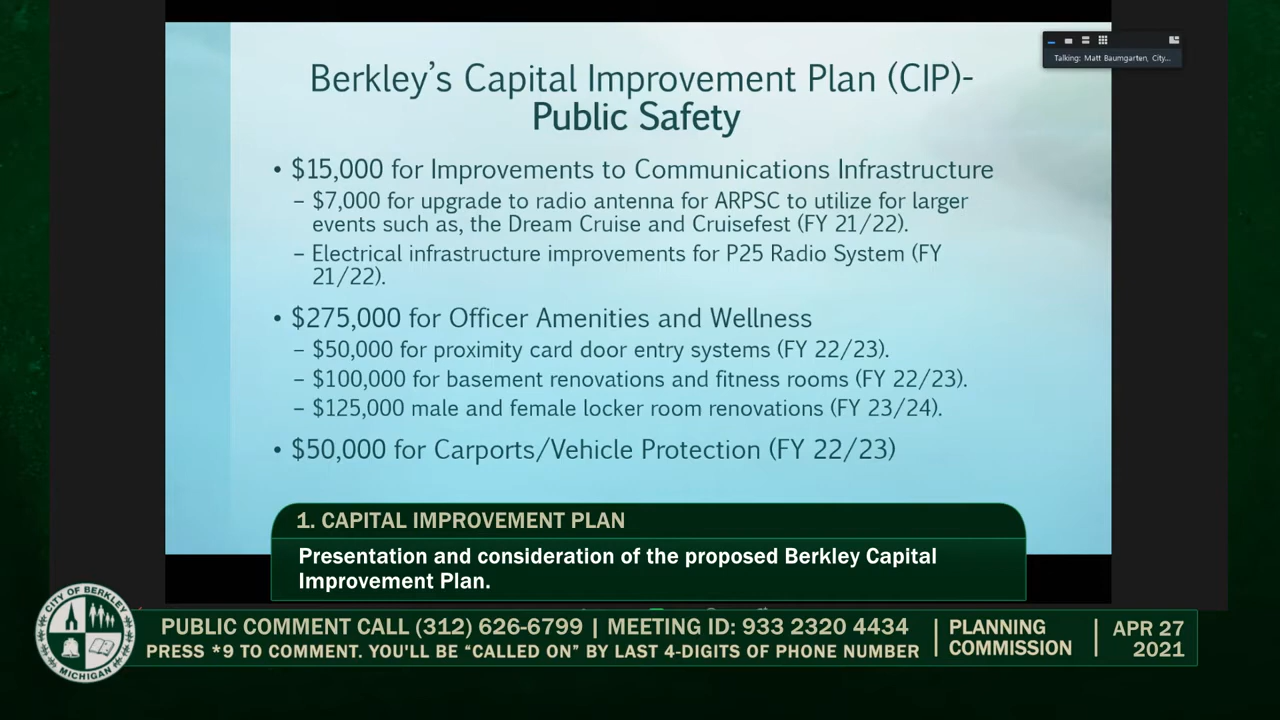 Talking: Matt Baumgarten, City...
Berkley's Capital Improvement Plan (CIP)-
Public Safety
• $15,000 for Improvements to Communications Infrastructure
– $7,000 for upgrade to radio antenna for ARPSC to utilize for larger
events such as, the Dream Cruise and Cruisefest (FY 21/22).
– Electrical infrastructure improvements for P25 Radio System (FY
21/22).
• $275,000 for Officer Amenities and Wellness
– $50,000 for proximity card door entry systems (FY 22/23).
– $100,000 for basement renovations and fitness rooms (FY 22/23).
– $125,000 male and female locker room renovations (FY 23/24).
• $50,000 for Carports/Vehicle Protection (FY 22/23)
1. CAPITAL IMPROVEMENT PLAN
Presentation and consideration of the proposed Berkley Capital
Improvement Plan.
CITY OF BERKLEY
MICHIGAN
PUBLIC COMMENT CALL (312) 626-6799 | MEETING ID: 933 2320 4434
PRESS *9 TO COMMENT. YOU'LL BE “CALLED ON” BY LAST 4-DIGITS OF PHONE NUMBER
PLANNING
COMMISSION
APR 27
2021